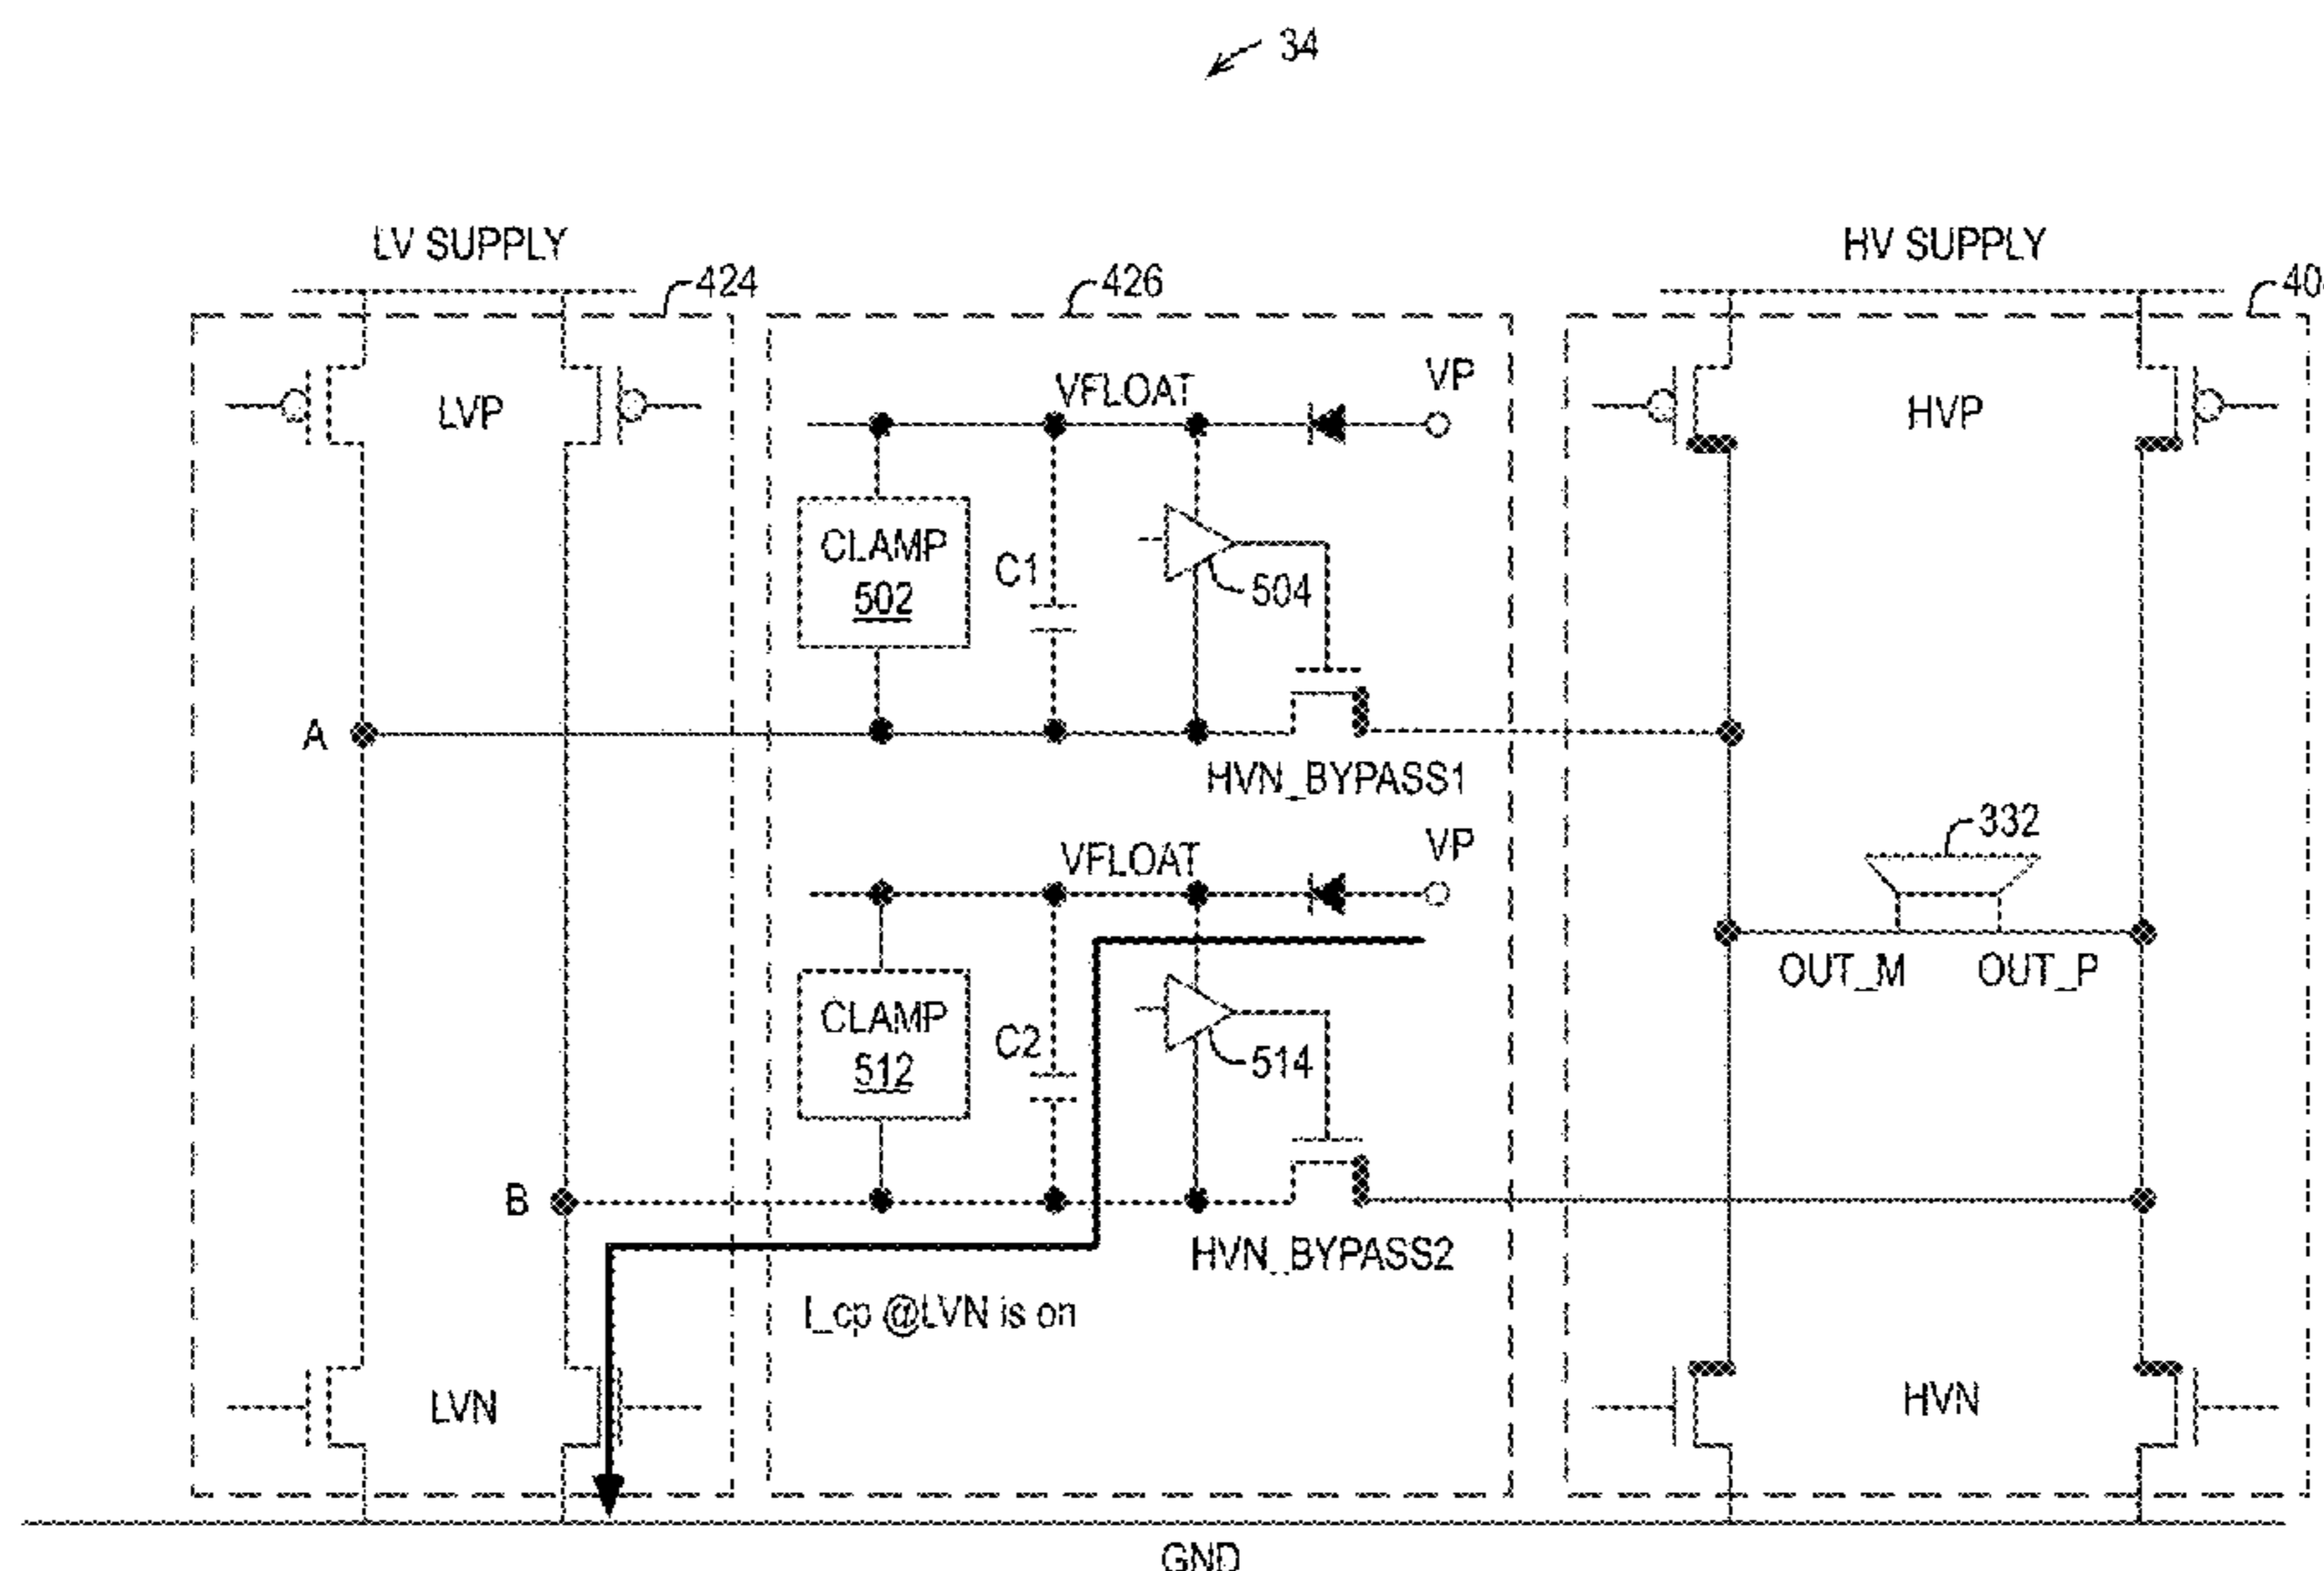 34
LV SUPPLY
HV SUPPLY
424
426
40
LVP
VFLOAT
VP
HVP
CLAMP
502
C1
504
A
HVN_BYPASS1
VFLOAT
VP
332
CLAMP
512
C2
514
OUT_M
OUT_P
B
HVN_BYPASS2
I_cp @LVN is on
LVN
HVN
GND